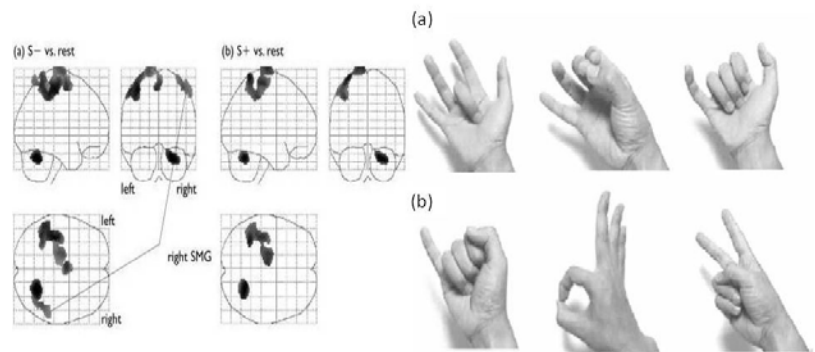 (a) S− vs. rest
(b) S+ vs. rest
left
right
left
right SMG
right
(a)
(b)